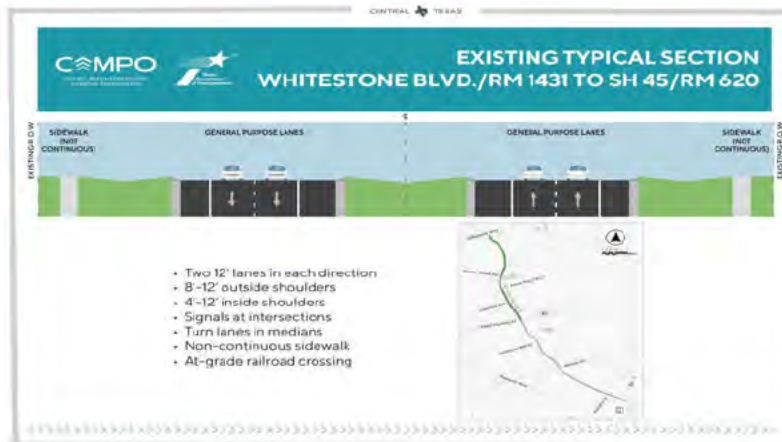 CENTRAL TEXAS
CAMPO
EXISTING TYPICAL SECTION
WHITESTONE BLVD./RM 1431 TO SH 45/RM 620
EXISTING R.O.W
SIDEWALK
(NOT
CONTINUOUS)
GENERAL PURPOSE LANES
GENERAL PURPOSE LANES
SIDEWALK
(NOT
CONTINUOUS)
EXISTING R.O.W
• Two 12' lanes in each direction
• 8'-12' outside shoulders
• 4'-12' inside shoulders
• Signals at intersections
• Turn lanes in medians
• Non-continuous sidewalk
• At-grade railroad crossing